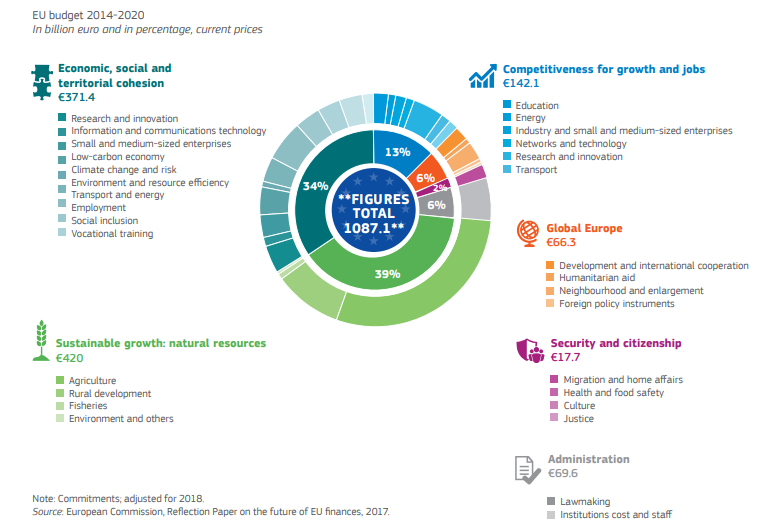 EU budget 2014-2020
In billion euro and in percentage, current prices
Economic, social and
territorial cohesion
€371.4
Research and innovation
Information and communications technology
Small and medium-sized enterprises
Low-carbon economy
Climate change and risk
Environment and resource efficiency
Transport and energy
Employment
Social inclusion
Vocational training
Competitiveness for growth and jobs
€142.1
Education
Energy
Industry and small and medium-sized enterprises
Networks and technology
Research and innovation
Transport
13%
6%
2%
6%
39%
34%
**FIGURES
TOTAL
1087.1**
Global Europe
€66.3
Development and international cooperation
Humanitarian aid
Neighbourhood and enlargement
Foreign policy instruments
Sustainable growth: natural resources
€420
Agriculture
Rural development
Fisheries
Environment and others
Security and citizenship
€17.7
Migration and home affairs
Health and food safety
Culture
Justice
Administration
€69.6
Lawmaking
Institutions cost and staff
Note: Commitments; adjusted for 2018.
Source: European Commission, Reflection Paper on the future of EU finances, 2017.